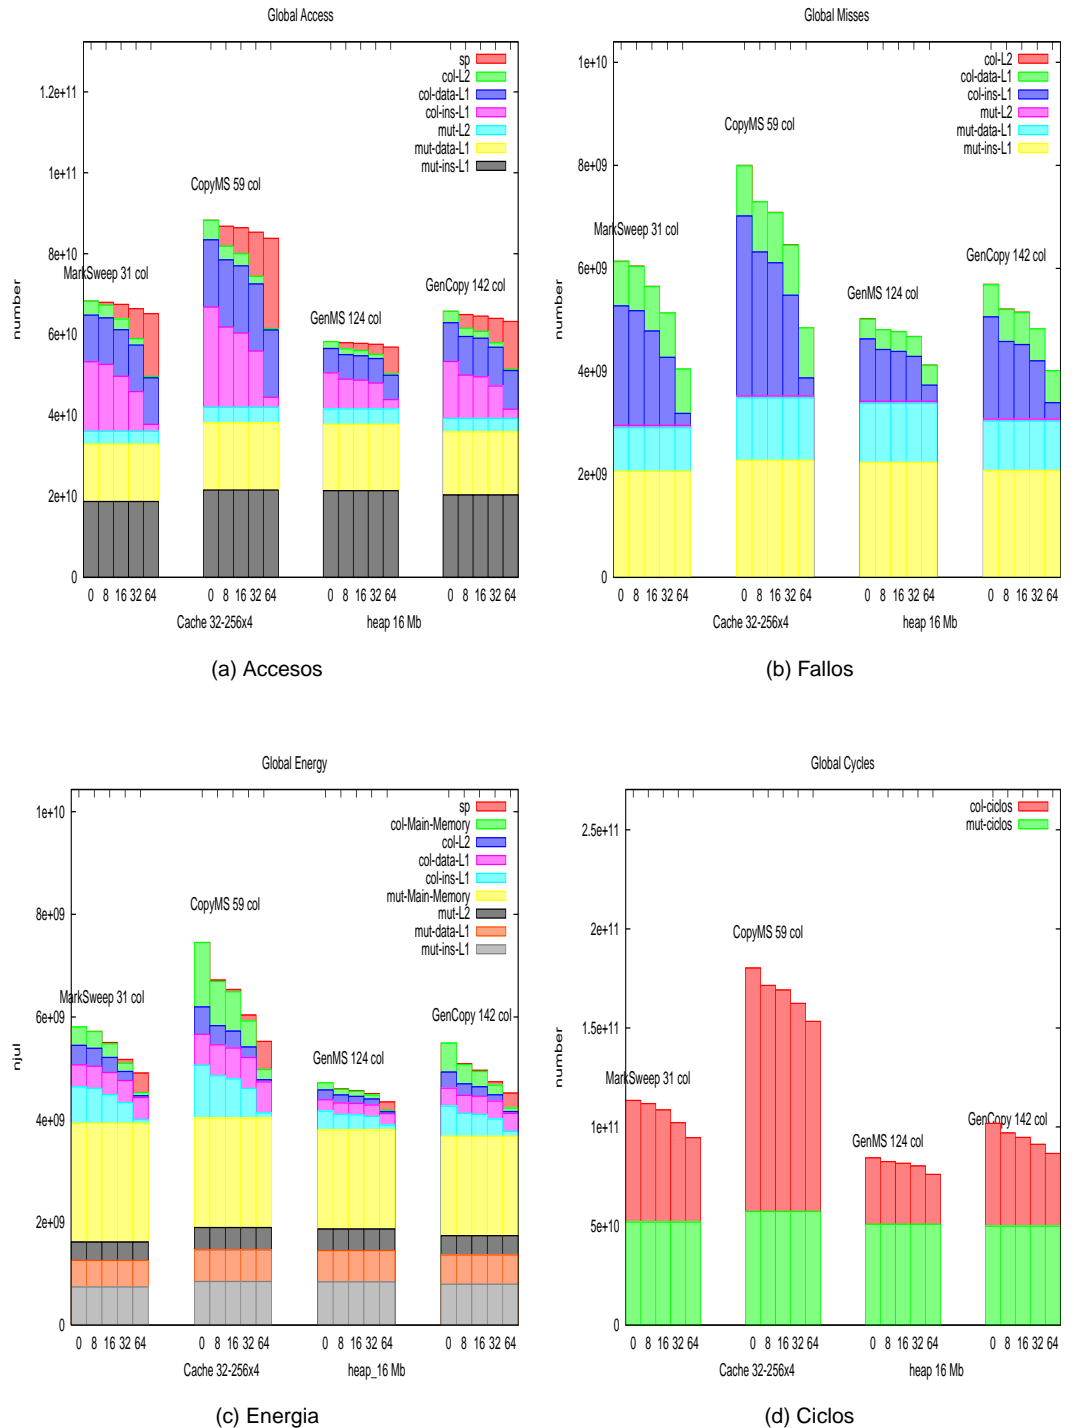 Global Access
number
1.2e+11
1e+11
8e+10
6e+10
4e+10
2e+10
0
sp
col-L2
col-data-L1
col-ins-L1
mut-L2
mut-data-L1
mut-ins-L1
MarkSweep 31 col
CopyMS 59 col
GenMS 124 col
GenCopy 142 col
0 8 16 32 64
0 8 16 32 64
0 8 16 32 64
0 8 16 32 64
Cache 32-256x4
heap 16 Mb
(a) Accesos
Global Misses
number
1e+10
8e+09
6e+09
4e+09
2e+09
0
col-L2
col-data-L1
col-ins-L1
mut-L2
mut-data-L1
mut-ins-L1
MarkSweep 31 col
CopyMS 59 col
GenMS 124 col
GenCopy 142 col
0 8 16 32 64
0 8 16 32 64
0 8 16 32 64
0 8 16 32 64
Cache 32-256x4
heap 16 Mb
(b) Fallos
Global Energy
njul
1e+10
8e+09
6e+09
4e+09
2e+09
0
sp
col-Main-Memory
col-L2
col-data-L1
col-ins-L1
mut-Main-Memory
mut-L2
mut-data-L1
mut-ins-L1
MarkSweep 31 col
CopyMS 59 col
GenMS 124 col
GenCopy 142 col
0 8 16 32 64
0 8 16 32 64
0 8 16 32 64
0 8 16 32 64
Cache 32-256x4
heap_16 Mb
(c) Energia
Global Cycles
number
2.5e+11
2e+11
1.5e+11
1e+11
5e+10
0
col-ciclos
mut-ciclos
MarkSweep 31 col
CopyMS 59 col
GenMS 124 col
GenCopy 142 col
0 8 16 32 64
0 8 16 32 64
0 8 16 32 64
0 8 16 32 64
Cache 32-256x4
heap 16 Mb
(d) Ciclos